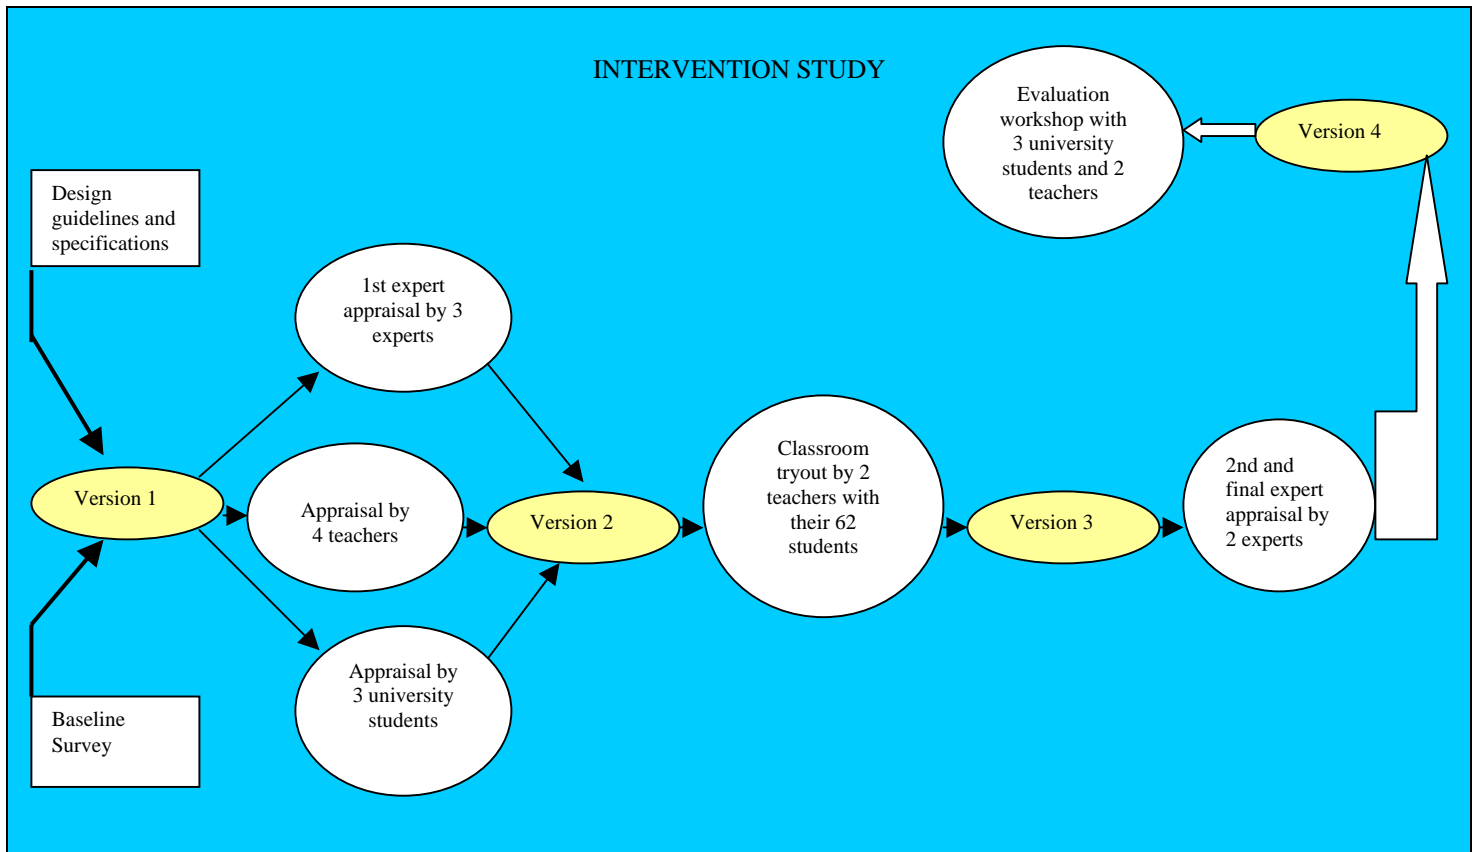 INTERVENTION STUDY
Evaluation
workshop with
3 university
students and 2
teachers
Version 4
Design
guidelines and
specifications
1st expert
appraisal by 3
experts
Version 1
Appraisal by
4 teachers
Version 2
Classroom
tryout by 2
teachers with
their 62
students
Version 3
2nd and
final expert
appraisal by
2 experts
Appraisal by
3 university
students
Baseline
Survey